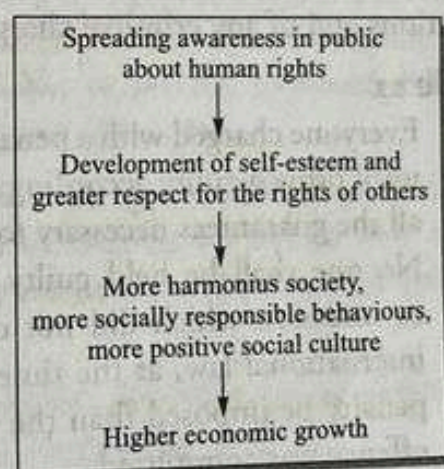 Spreading awareness in public
about human rights
Development of self-esteem and
greater respect for the rights of others
More harmonius society,
more socially responsible behaviours,
more positive social culture
Higher economic growth